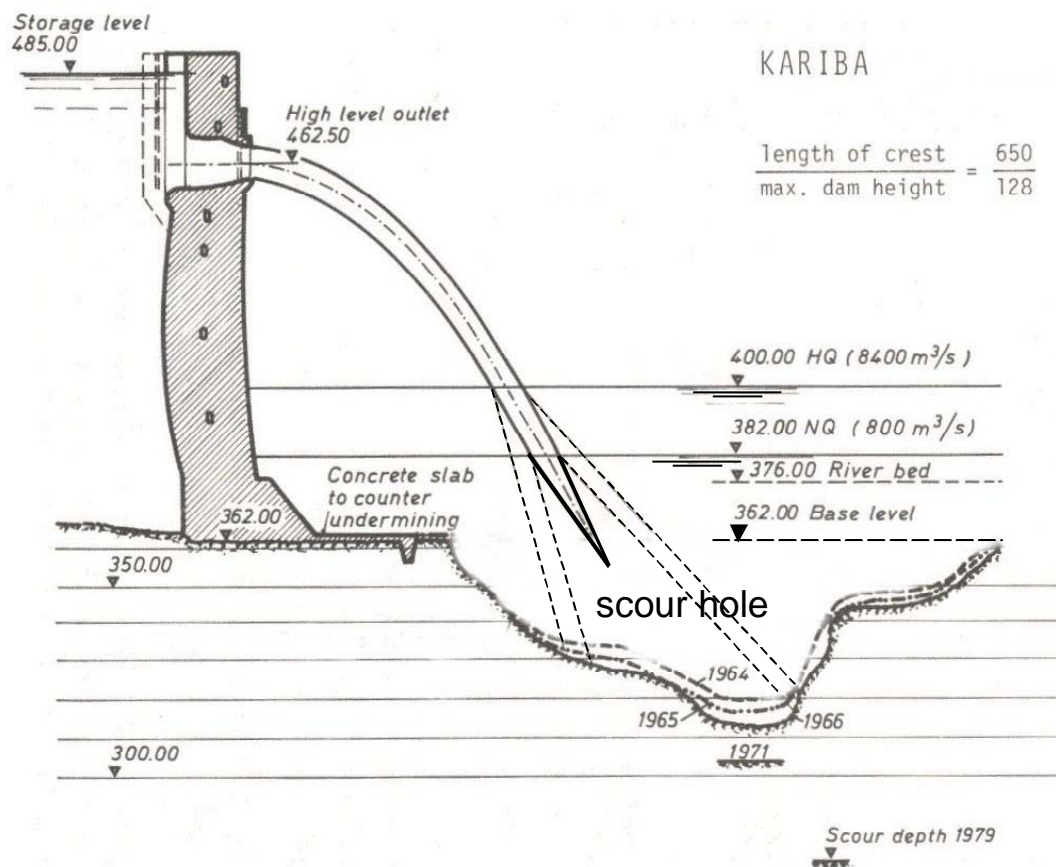 Storage level
485.00
KARIBA
High level outlet
462.50
length of crest = 650
max. dam height 128
400.00 HQ (8400 m³/s)
382.00 NQ (800 m³/s)
376.00 River bed
Concrete slab
to counter
undermining
362.00
362.00 Base level
350.00
scour hole
1964
1965
1966
1971
300.00
Scour depth 1979